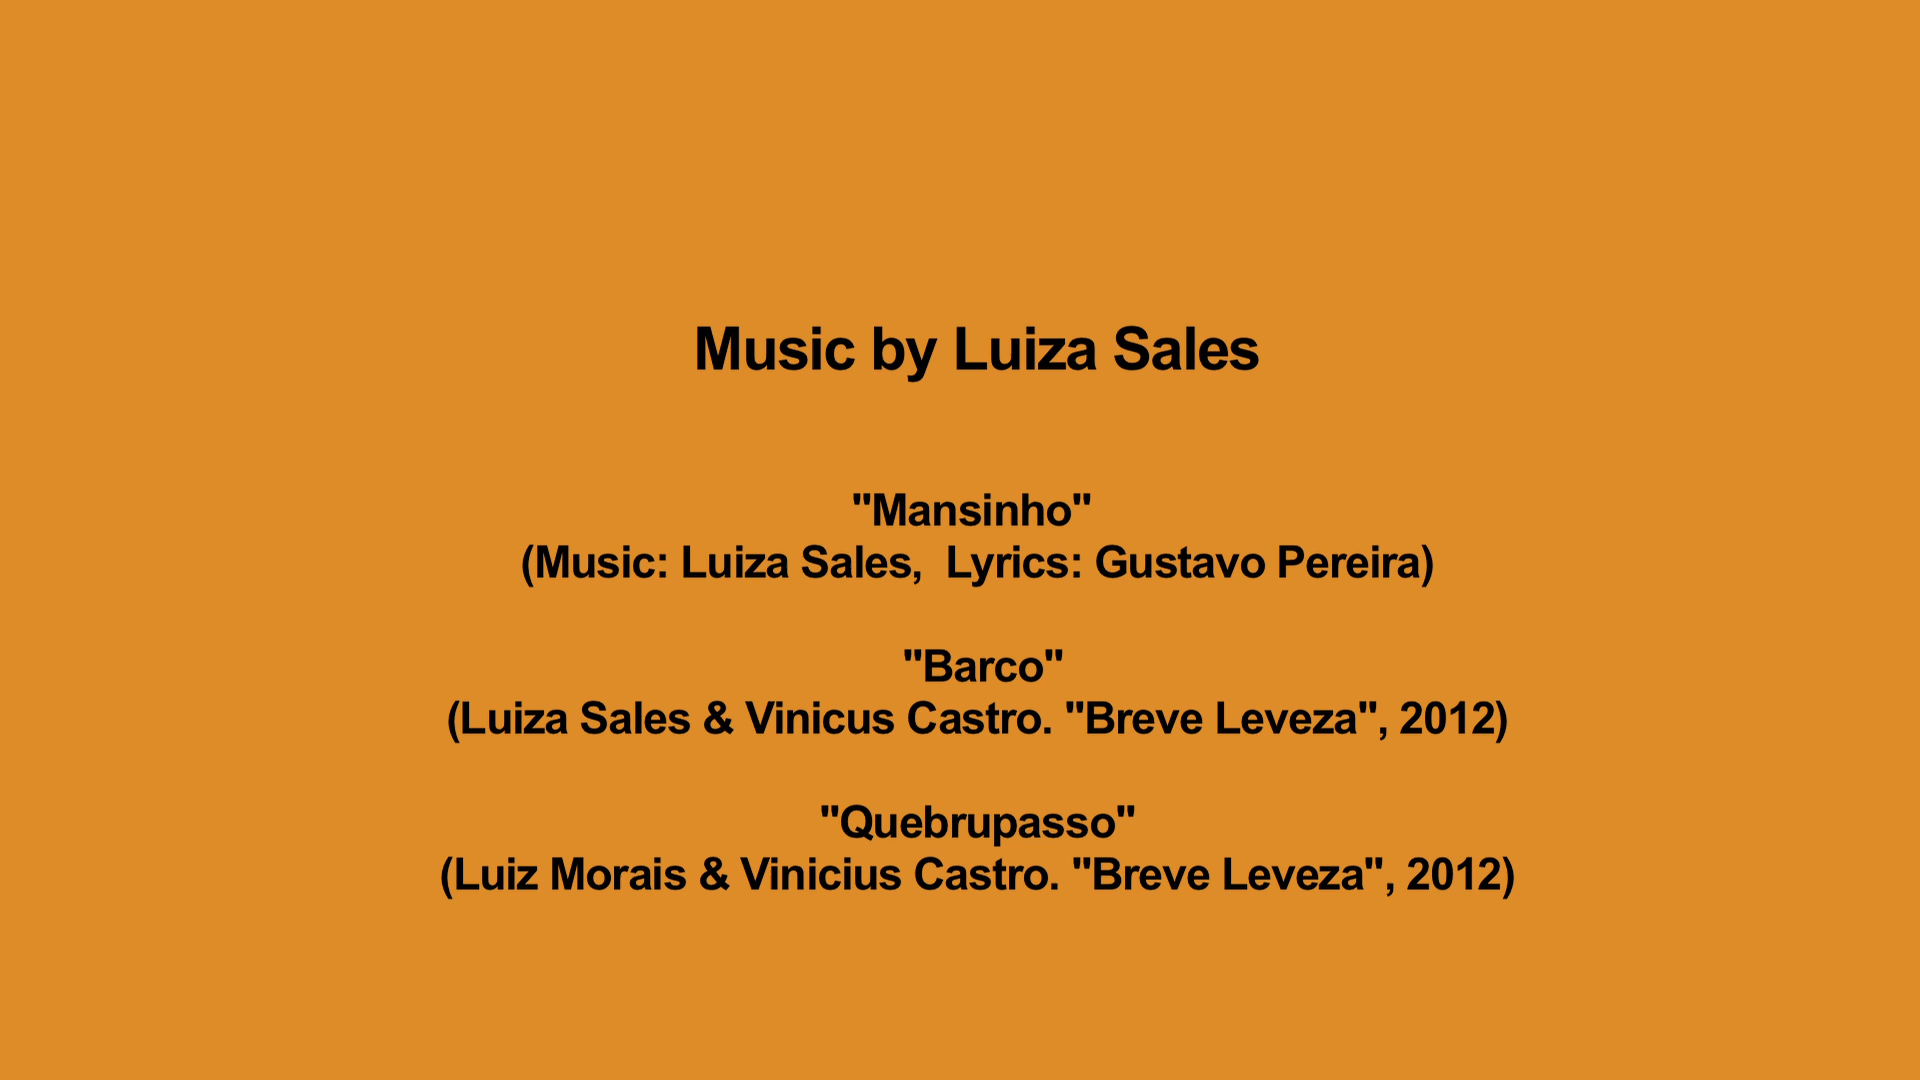 Music by Luiza Sales
"Mansinho"
(Music: Luiza Sales,  Lyrics: Gustavo Pereira)
"Barco"
(Luiza Sales & Vinicus Castro. "Breve Leveza", 2012)
"Quebrupasso"
(Luiz Morais & Vinicius Castro. "Breve Leveza", 2012)